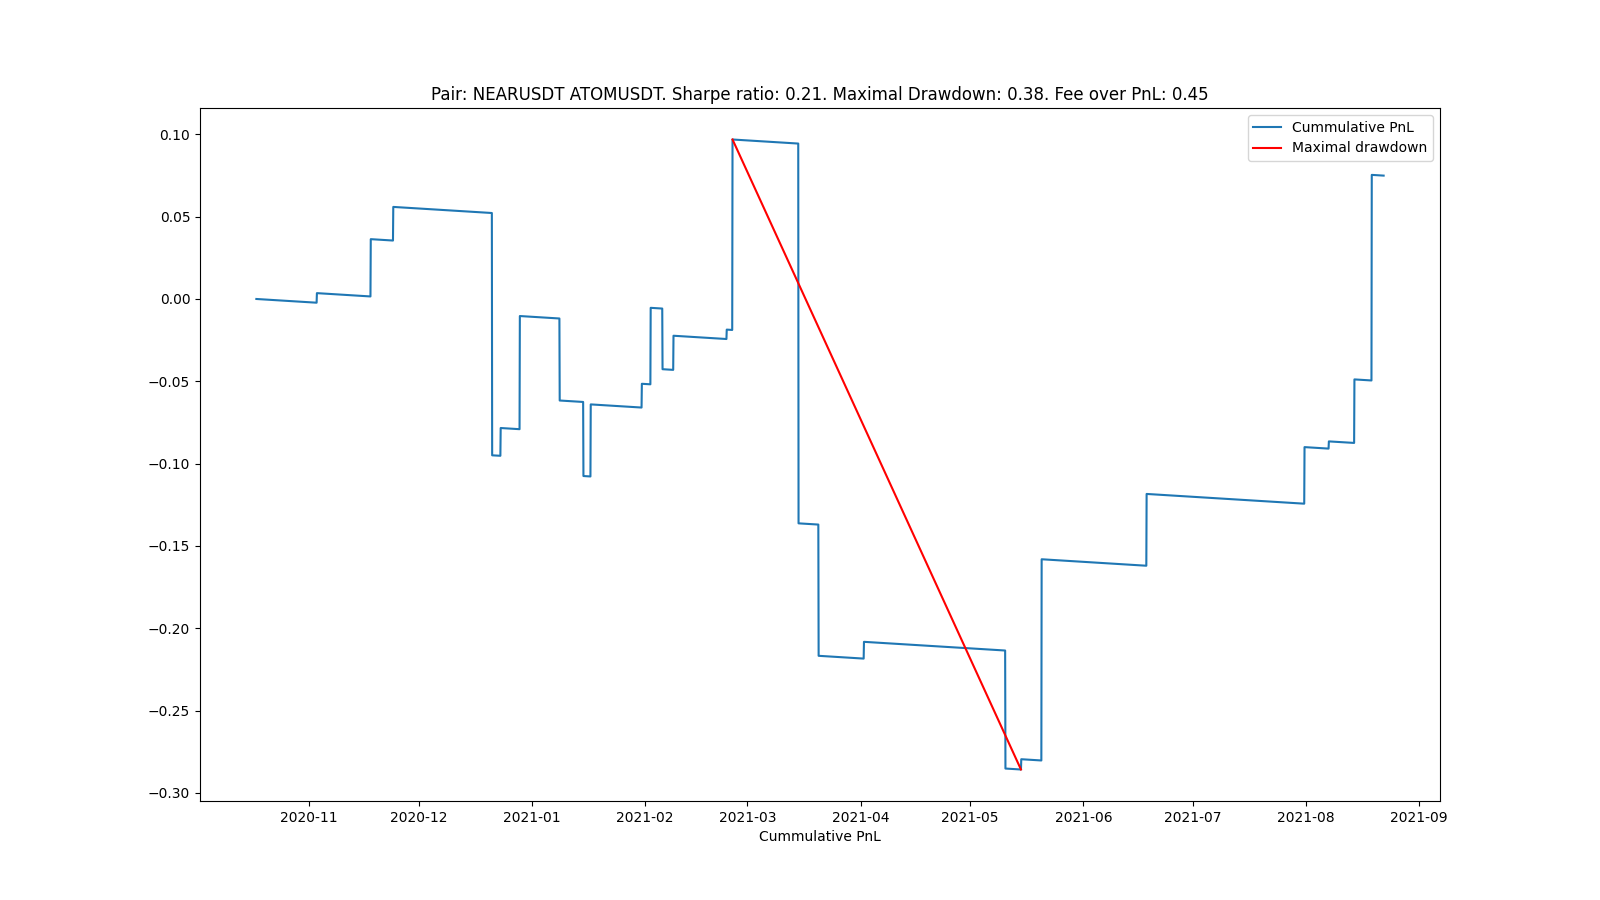 Pair: NEARUSDT ATOMUSDT. Sharpe ratio: 0.21. Maximal Drawdown: 0.38. Fee over PnL: 0.45
Cummulative PnL
Maximal drawdown
0.10
0.05
0.00
−0.05
−0.10
−0.15
−0.20
−0.25
−0.30
2020-11 2020-12 2021-01 2021-02 2021-03 2021-04 2021-05 2021-06 2021-07 2021-08 2021-09
Cummulative PnL